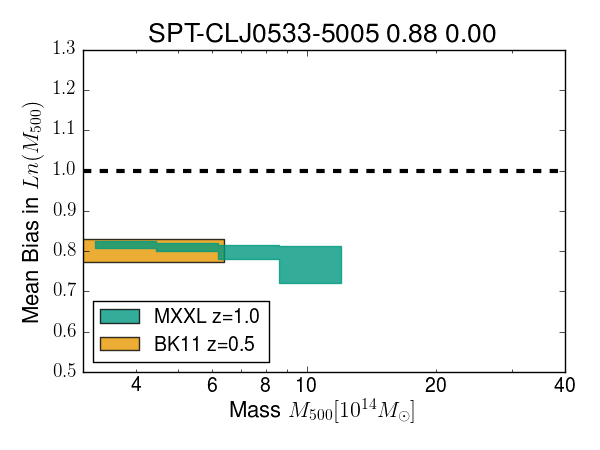 SPT-CLJ0533-5005 0.88 0.00
1.3
1.2
1.1
1.0
0.9
0.8
0.7
0.6
0.5
Mean Bias in Ln(M500)
MXXL z=1.0
BK11 z=0.5
4 6 8 10 20 40
Mass M500[10^14 M⊙]